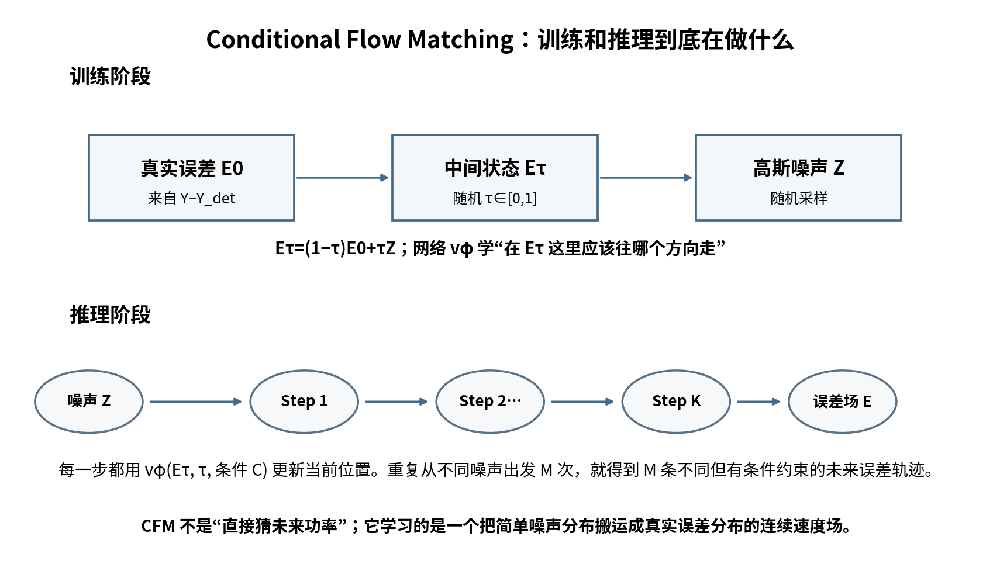 Conditional Flow Matching：训练和推理到底在做什么
训练阶段
真实误差 E0
来自 Y−Y_det
中间状态 Eτ
随机 τ∈[0,1]
高斯噪声 Z
随机采样
Eτ=(1−τ)E0+τZ；网络 vϕ 学“在 Eτ 这里应该往哪个方向走”
推理阶段
噪声 Z
Step 1
Step 2⋯
Step K
误差场 E
每一步都用 vϕ(Eτ, τ, 条件 C) 更新当前位置。重复从不同噪声出发 M 次，就得到 M 条不同但有条件约束的未来误差轨迹。
CFM 不是“直接猜未来功率”；它学习的是一个把简单噪声分布搬运成真实误差分布的连续速度场。